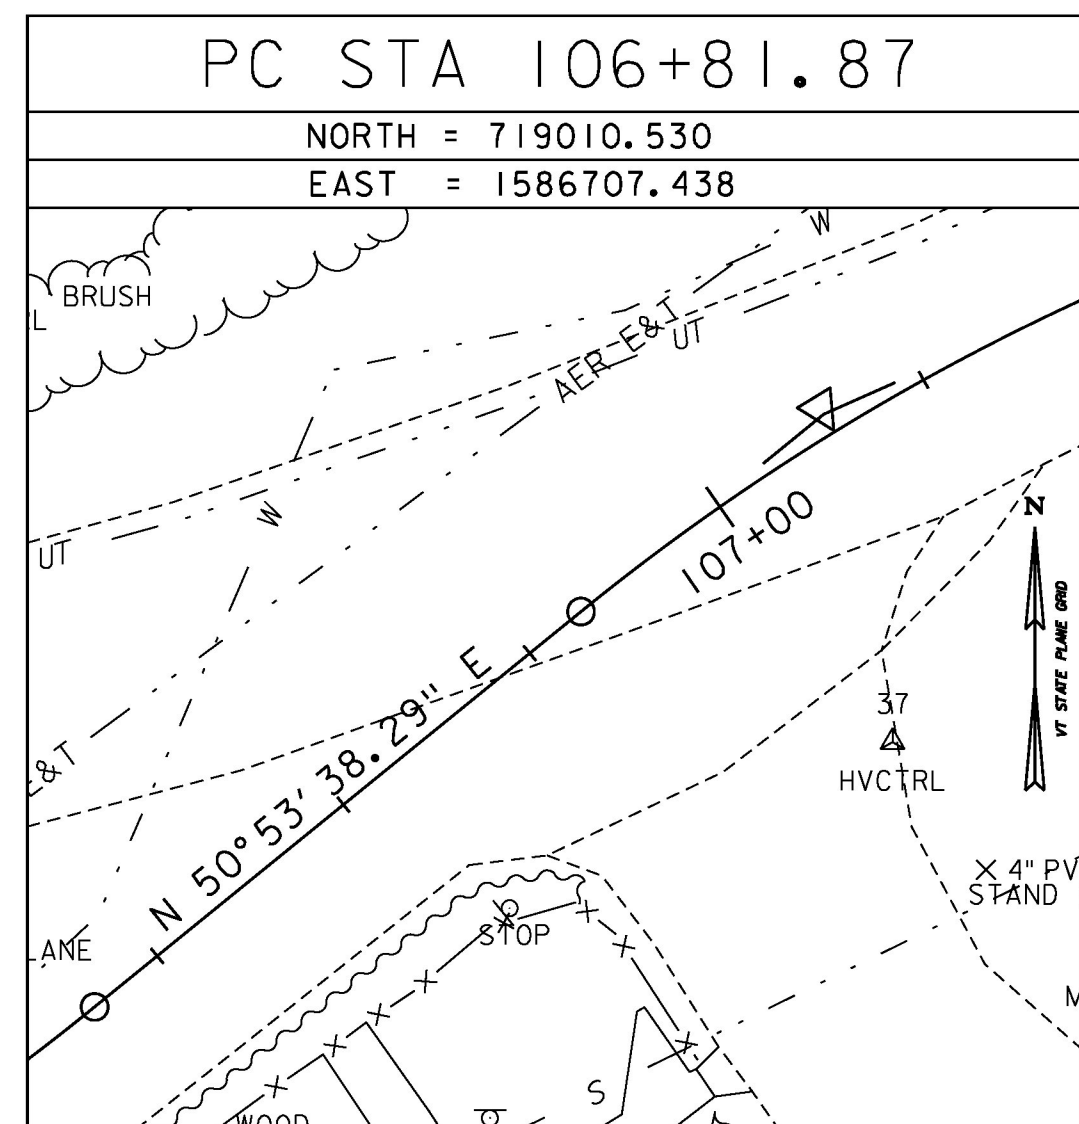 PC STA 106+81.87
NORTH = 719010.530
EAST = 1586707.438
W
BRUSH
L
AER E&T
UT
W
UT
107+00
N
VT STATE PLANE GRID
N 50°53'38.29" E
E&T
37
HVCTRL
4" PV
STAND
STOP
LANE
M
S
WOOD